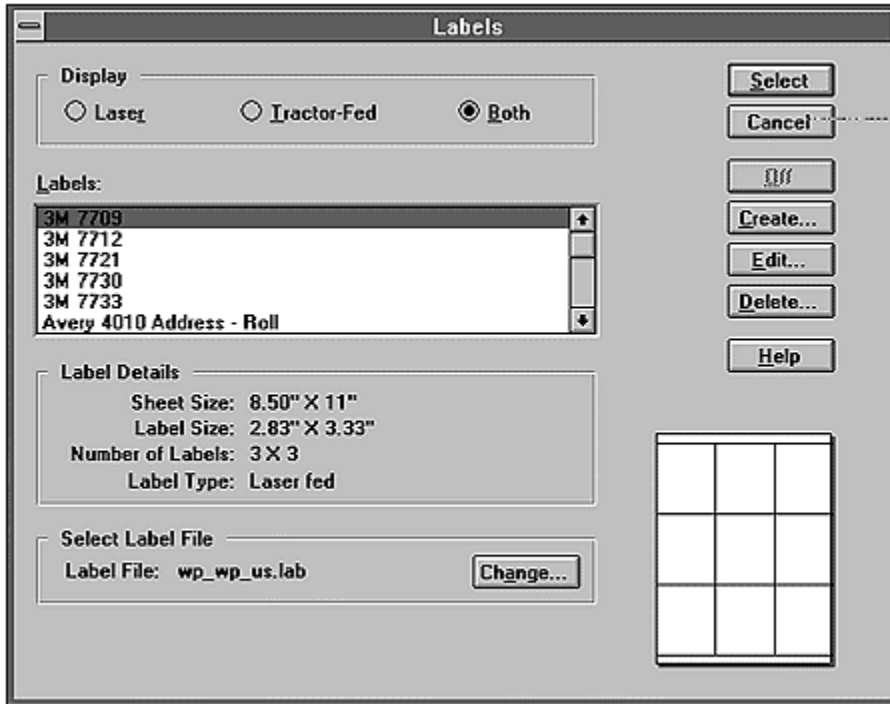 Labels
Display
Laser Tractor-Fed Both
Select
Cancel
Off
Create...
Edit...
Delete...
Help
Labels:
3M 7709
3M 7712
3M 7721
3M 7730
3M 7733
Avery 4010 Address - Roll
Label Details
Sheet Size: 8.50" X 11"
Label Size: 2.83" X 3.33"
Number of Labels: 3 X 3
Label Type: Laser fed
Select Label File
Label File: wp_wp_us.lab Change...